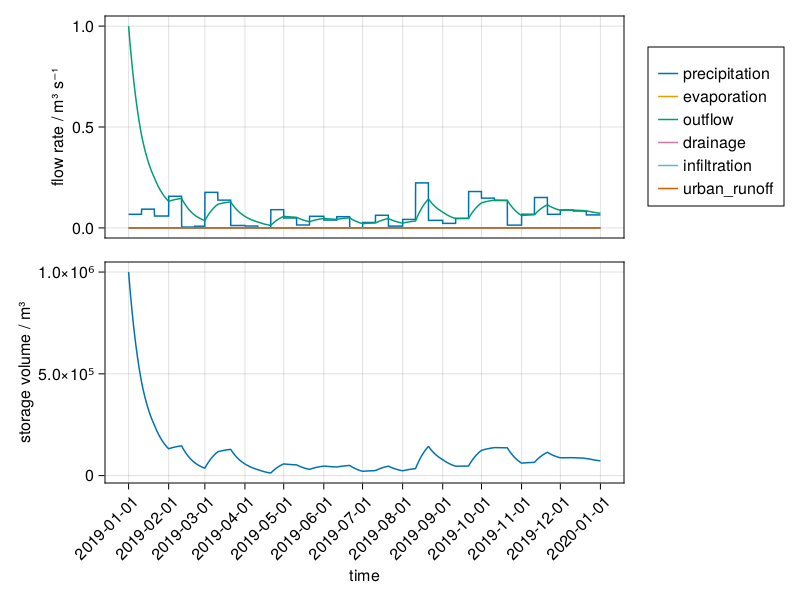 1.0
0.5
0.0
flow rate / m³ s⁻¹
precipitation
evaporation
outflow
drainage
infiltration
urban_runoff
1.0×10⁶
5.0×10⁵
0
storage volume / m³
2019-01-01
2019-02-01
2019-03-01
2019-04-01
2019-05-01
2019-06-01
2019-07-01
2019-08-01
2019-09-01
2019-10-01
2019-11-01
2019-12-01
2020-01-01
time